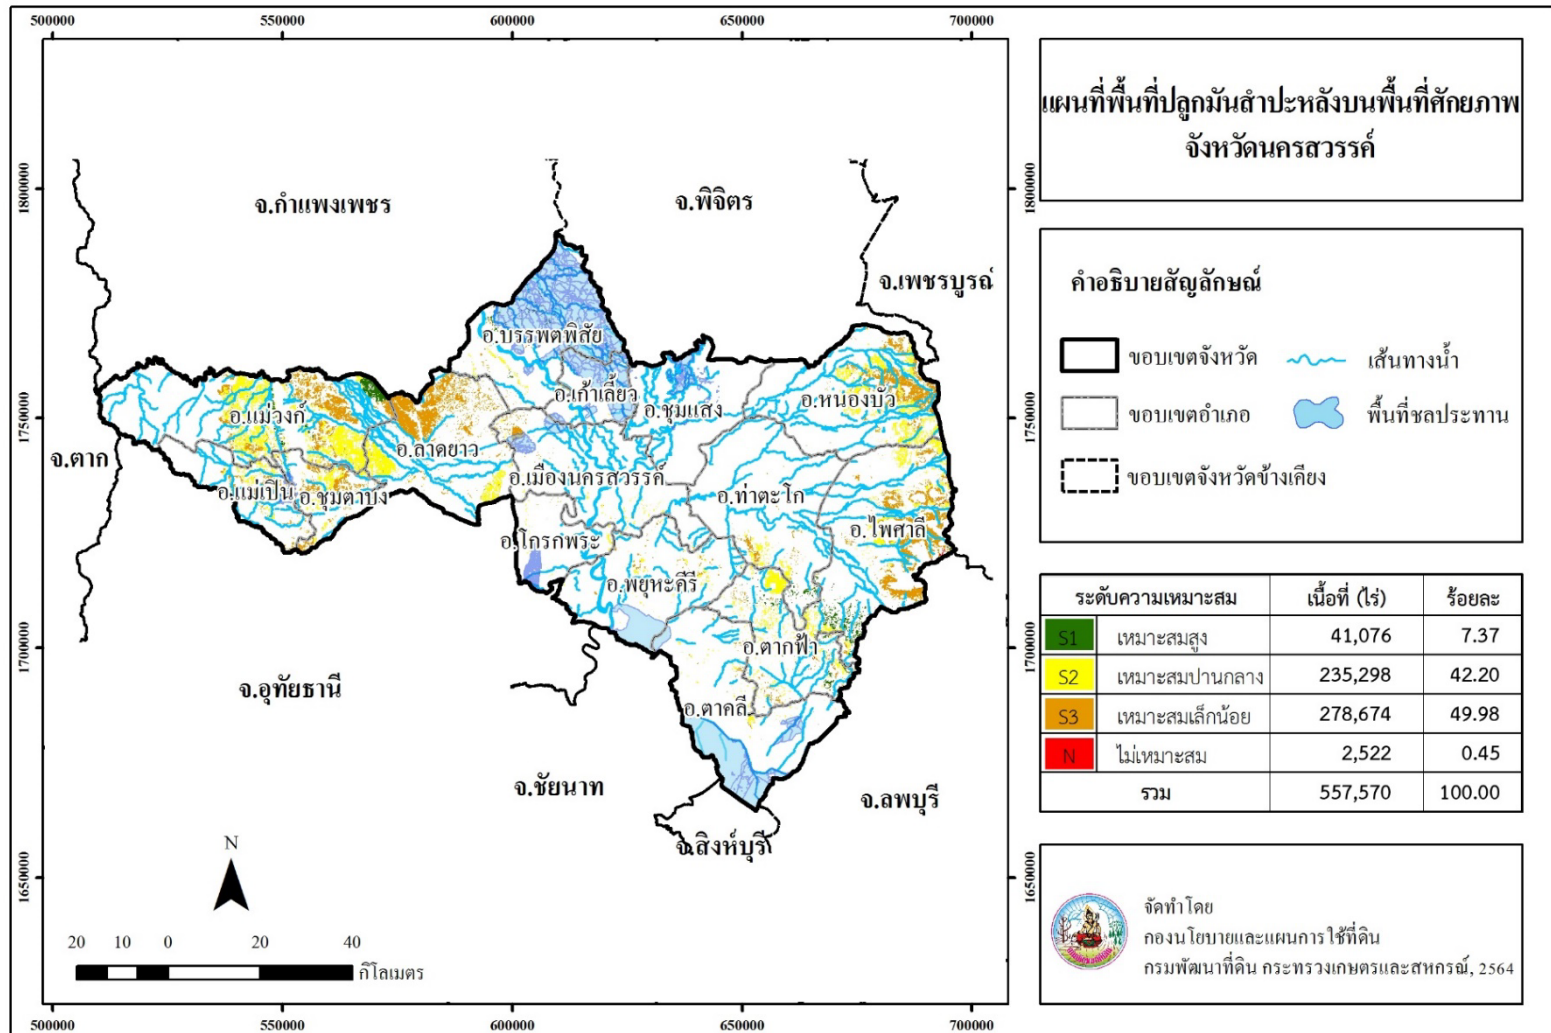 500000 550000 600000 650000 700000
แผนที่พื้นที่ปลูกมันสำปะหลังบนพื้นที่ศักยภาพ
จังหวัดนครสวรรค์
1800000 1800000
จ.กำแพงเพชร
จ.พิจิตร
จ.เพชรบูรณ์
คำอธิบายสัญลักษณ์
ขอบเขตจังหวัด เส้นทางน้ำ
ขอบเขตอำเภอ พื้นที่ชลประทาน
ขอบเขตจังหวัดข้างเคียง
อ.บรรพตพิสัย
อ.เก้าเลี้ยว
อ.ชุมแสง
อ.หนองบัว
1750000 1750000
อ.แม่วงก์
อ.ลาดยาว
จ.ตาก
อ.เมืองนครสวรรค์
อ.แม่เปิน อ.ชุมตาบง
อ.ท่าตะโก
อ.ไพศาลี
อ.โกรกพระ
อ.พยุหะคีรี
อ.ตากฟ้า
1700000 1700000
จ.อุทัยธานี
อ.ตาคลี
จ.ชัยนาท
จ.ลพบุรี
จ.สิงห์บุรี
ระดับความเหมาะสม เนื้อที่ (ไร่) ร้อยละ
S1 เหมาะสมสูง 41,076 7.37
S2 เหมาะสมปานกลาง 235,298 42.20
S3 เหมาะสมเล็กน้อย 278,674 49.98
N ไม่เหมาะสม 2,522 0.45
รวม 557,570 100.00
1650000 1650000
N
20 10 0 20 40
กิโลเมตร
จัดทำโดย
กองนโยบายและแผนการใช้ที่ดิน
กรมพัฒนาที่ดิน กระทรวงเกษตรและสหกรณ์, 2564
500000 550000 600000 650000 700000